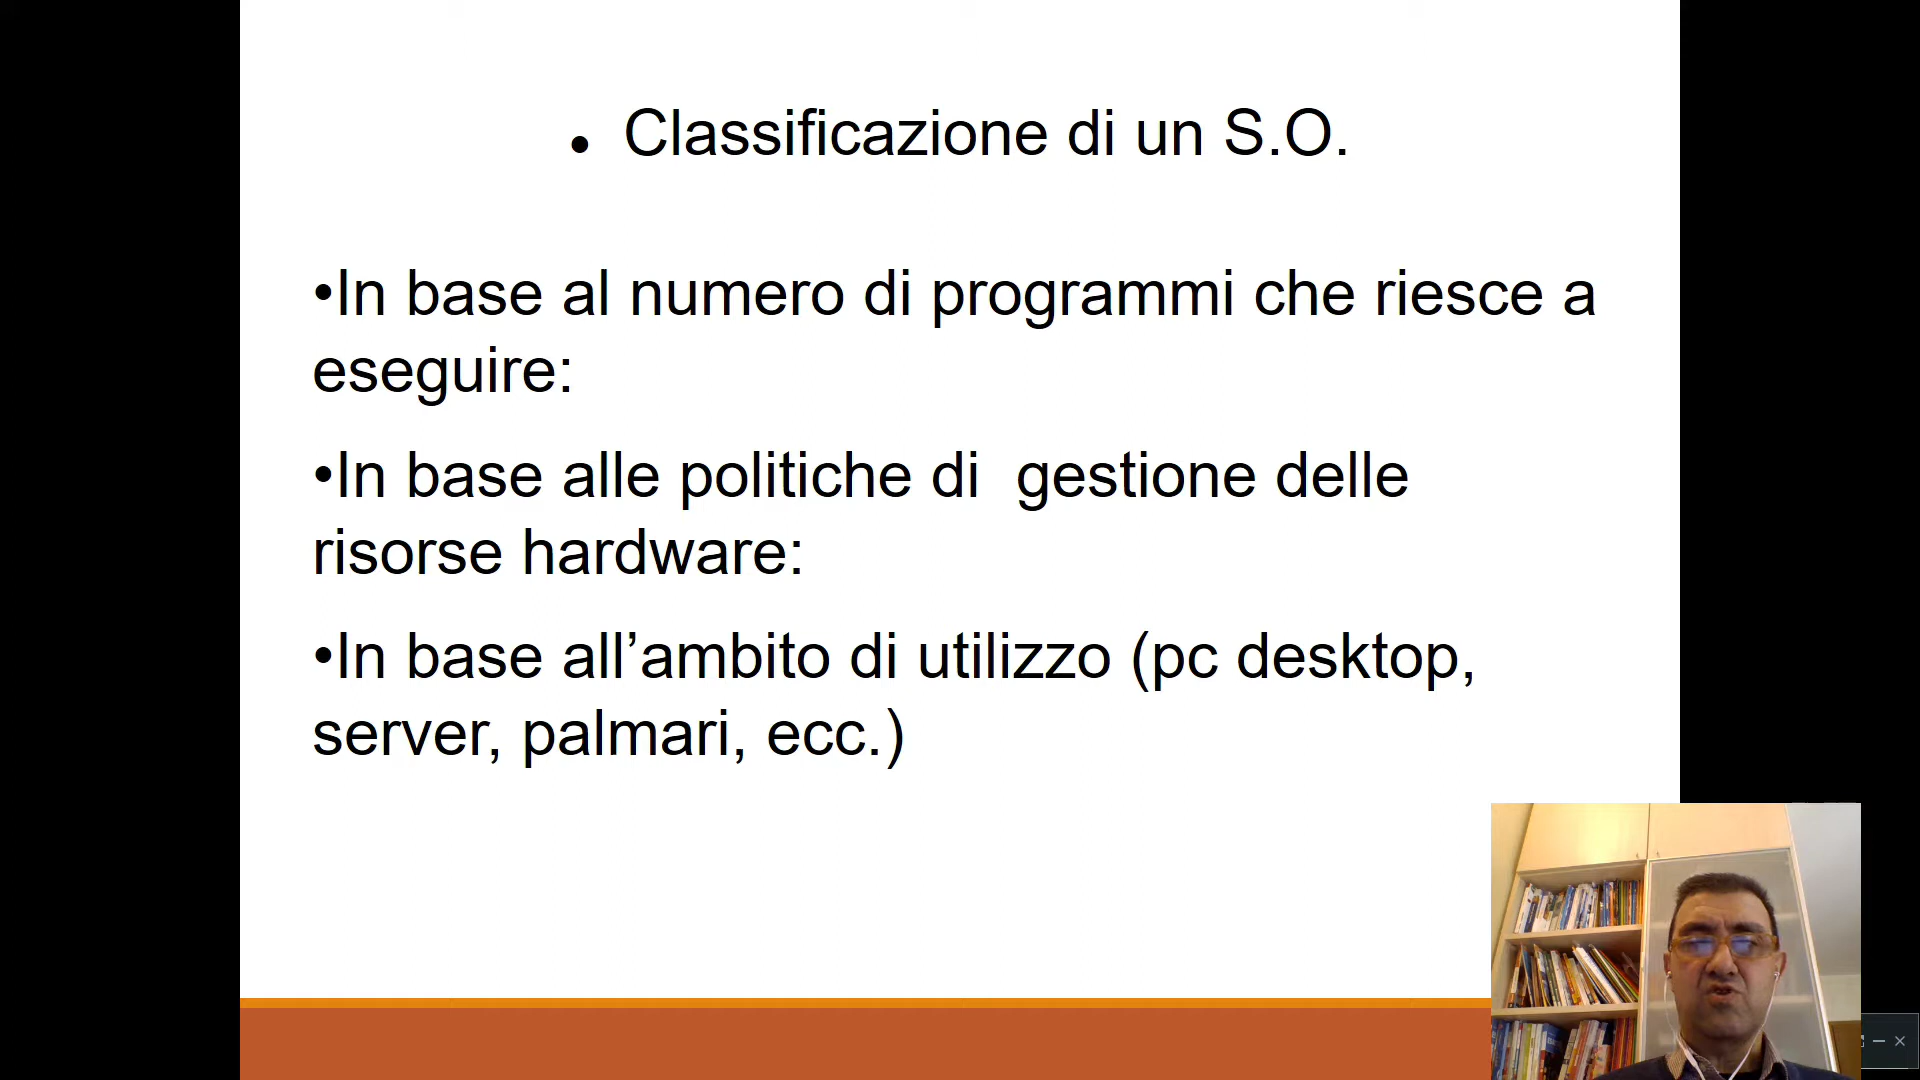 • Classificazione di un S.O.
•In base al numero di programmi che riesce a
eseguire:
•In base alle politiche di  gestione delle
risorse hardware:
•In base all’ambito di utilizzo (pc desktop,
server, palmari, ecc.)